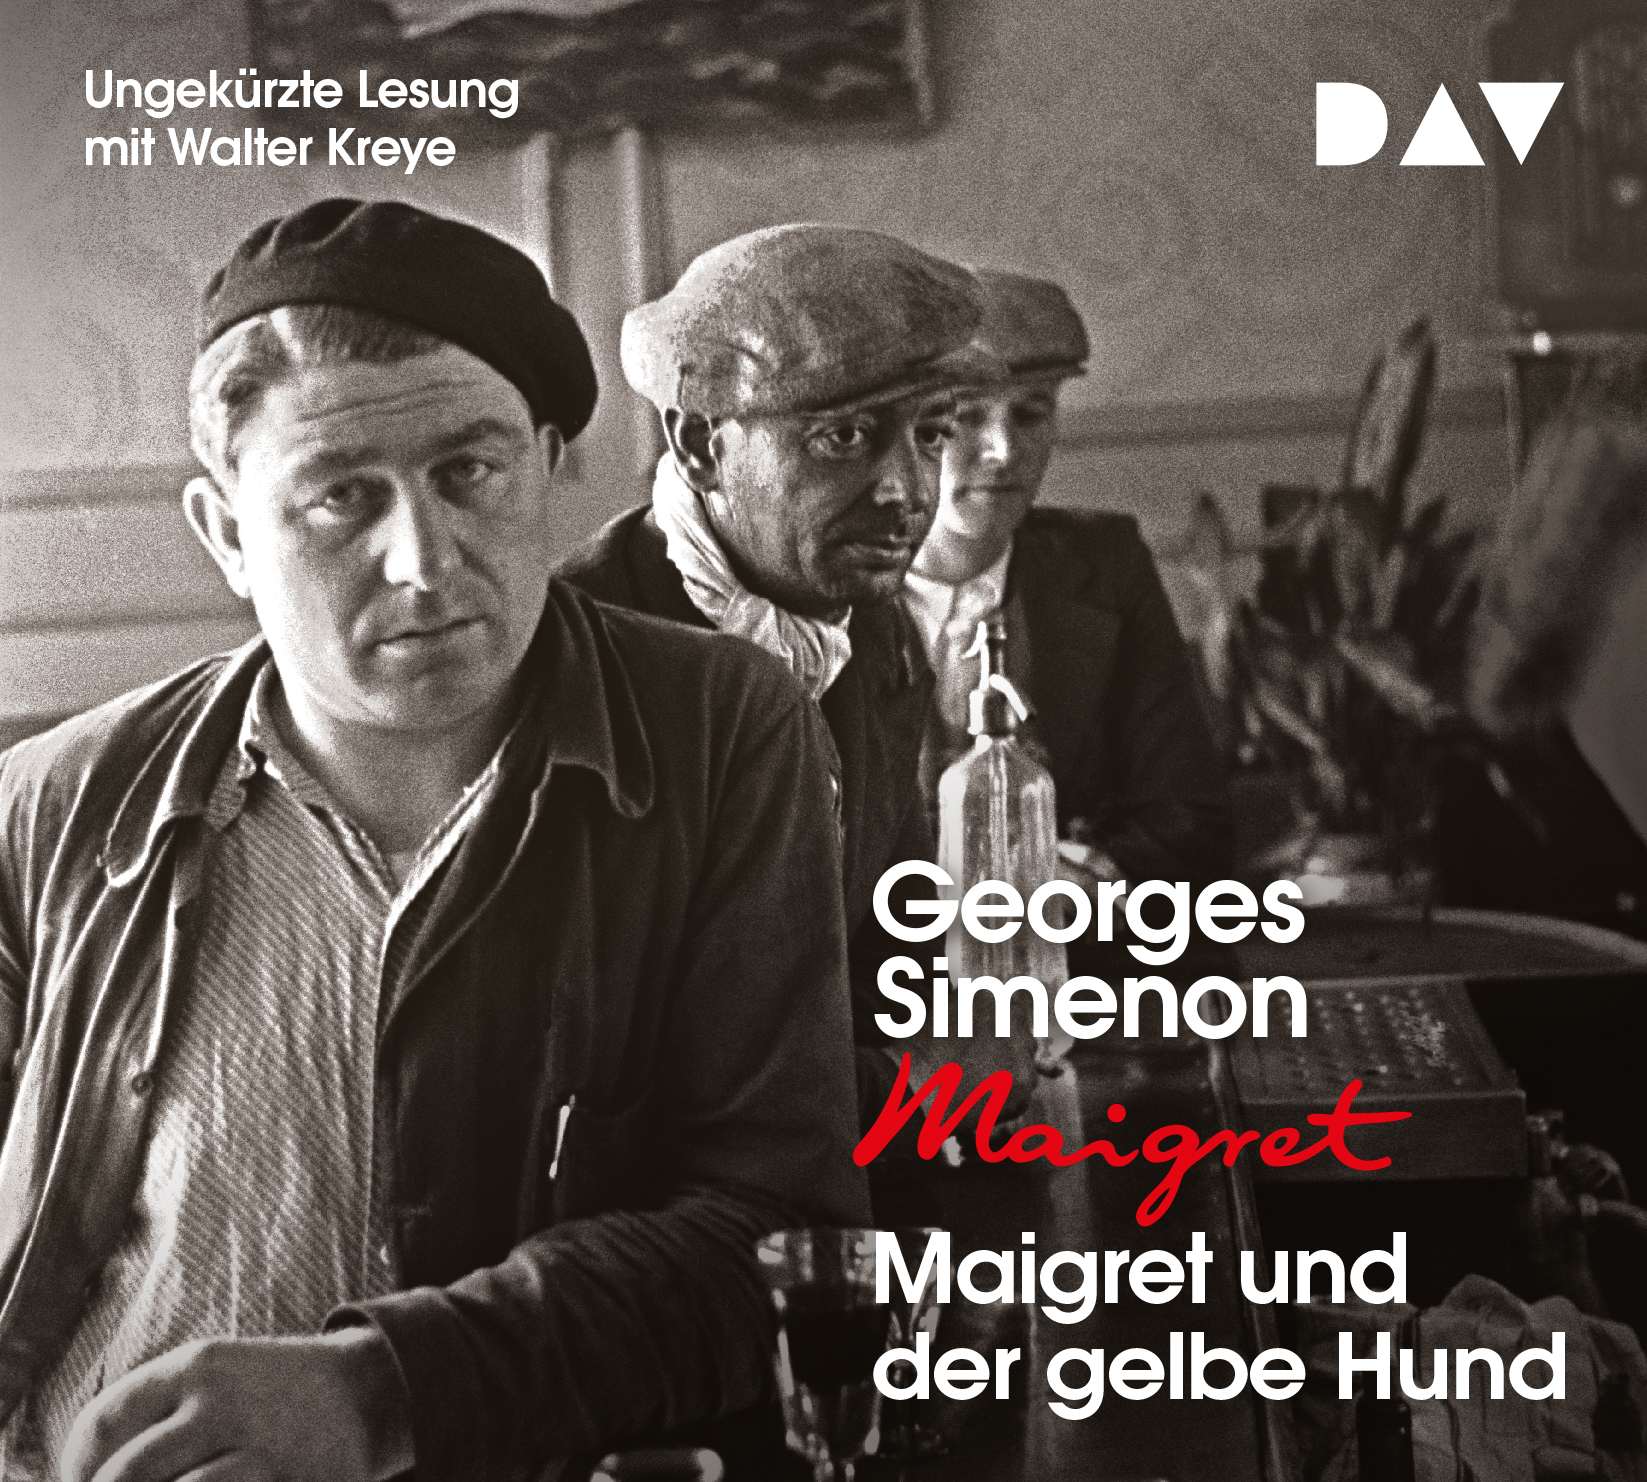 Ungekürzte Lesung
mit Walter Kreye
DAV
Georges
Simenon
Maigret
Maigret und
der gelbe Hund